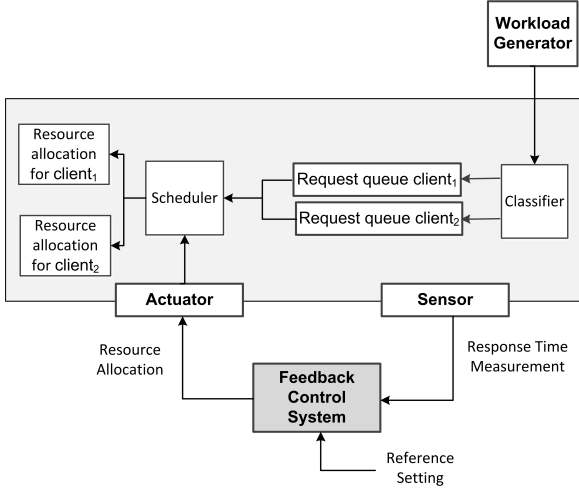 Workload
Generator
Resource
allocation
for client₁
Scheduler
Request queue client₁
Request queue client₂
Classifier
Resource
allocation
for client₂
Actuator
Sensor
Resource
Allocation
Feedback
Control
System
Response Time
Measurement
Reference
Setting